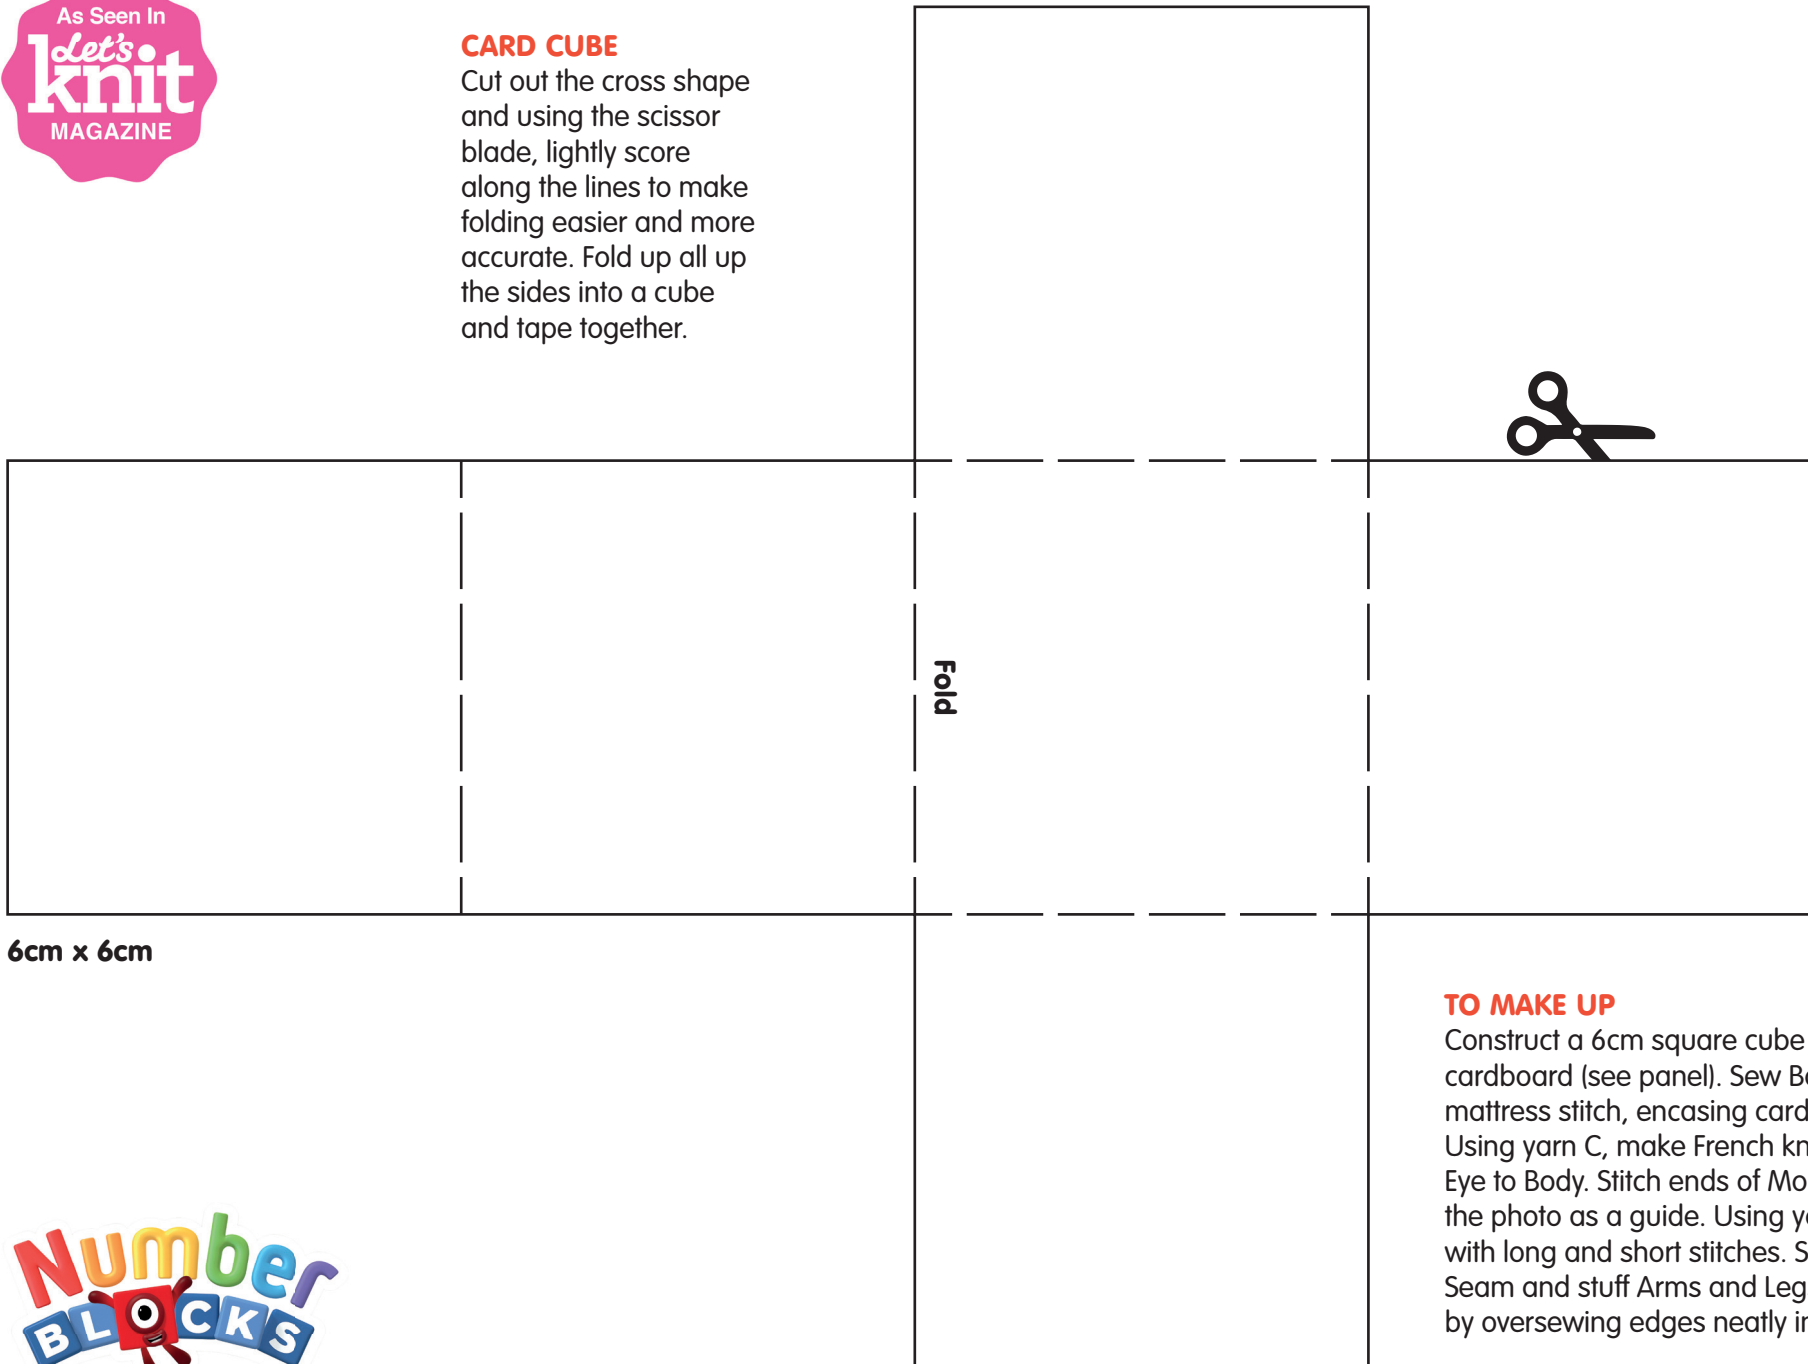 As Seen In
Let's
knit
MAGAZINE
CARD CUBE
Cut out the cross shape
and using the scissor
blade, lightly score
along the lines to make
folding easier and more
accurate. Fold up all up
the sides into a cube
and tape together.
Fold
6cm x 6cm
TO MAKE UP
Construct a 6cm square cube
cardboard (see panel). Sew
mattress stitch, encasing card
Using yarn C, make French
Eye to Body. Stitch ends of
the photo as a guide. Using
with long and short stitches.
Seam and stuff Arms and Leg
by oversewing edges neatly
Number
BLOCKS